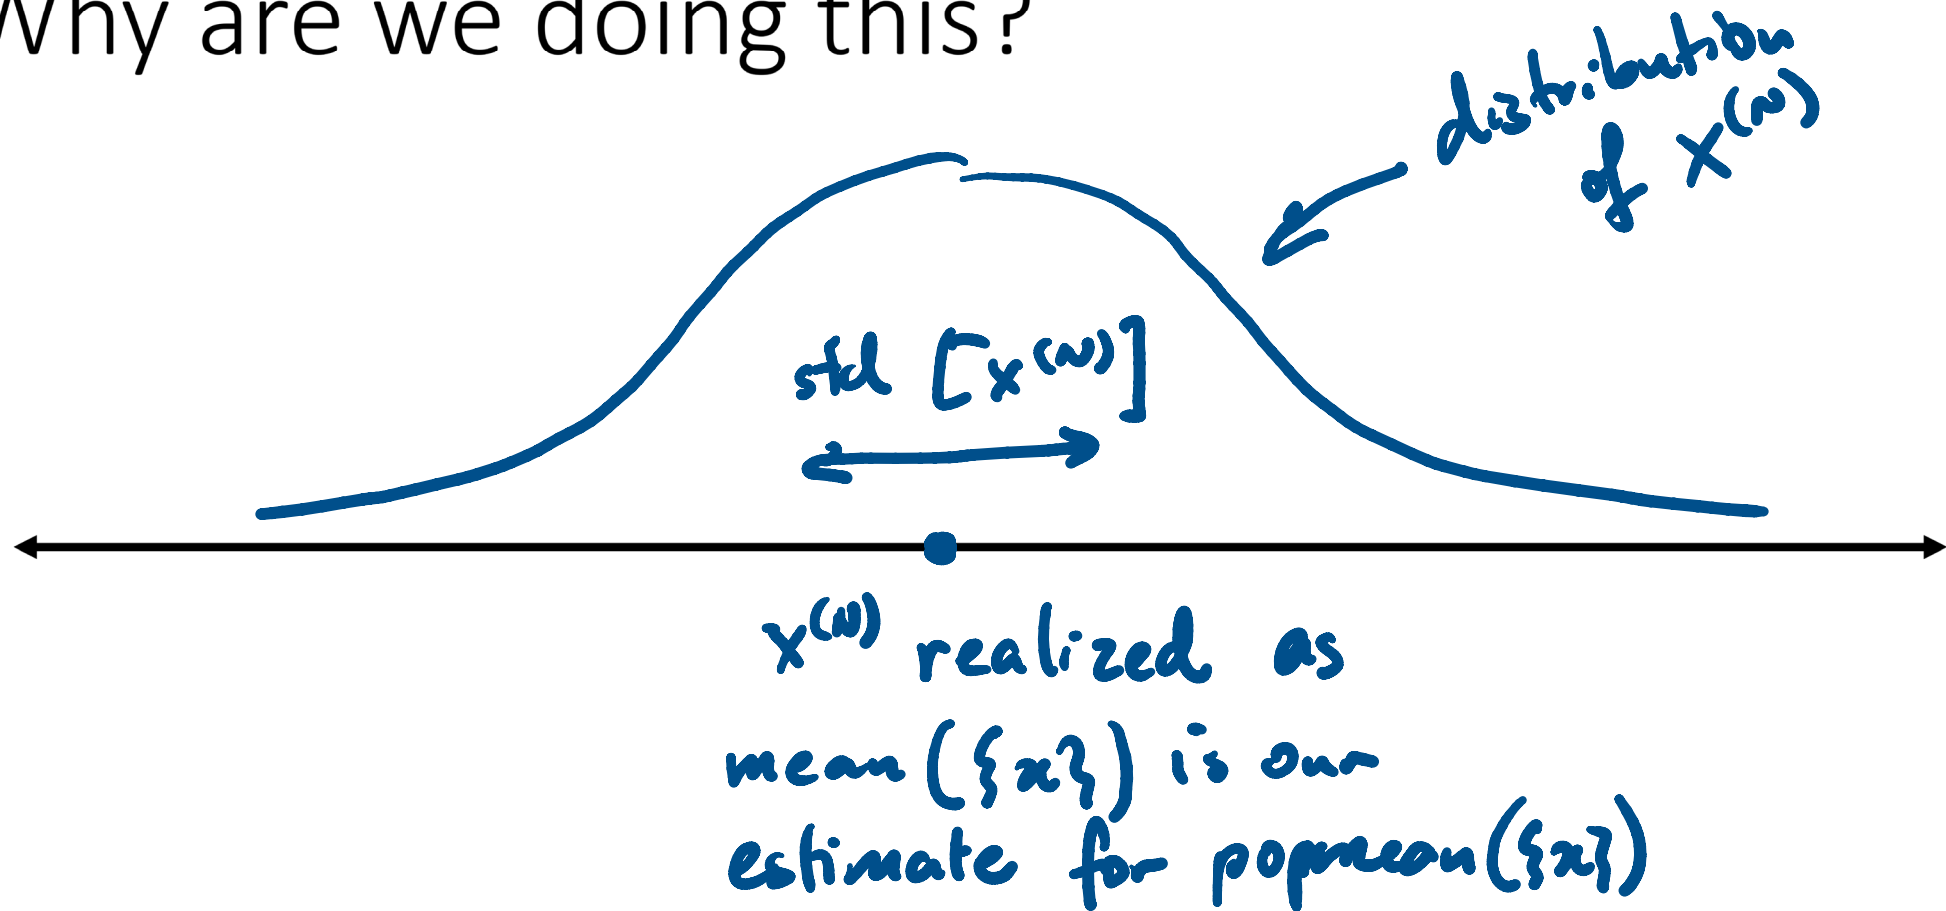 Why are we doing this?
distribution
of X^(N)
std [X^(N)]
X^(N) realized as
mean({x}) is our
estimate for popmean({x})